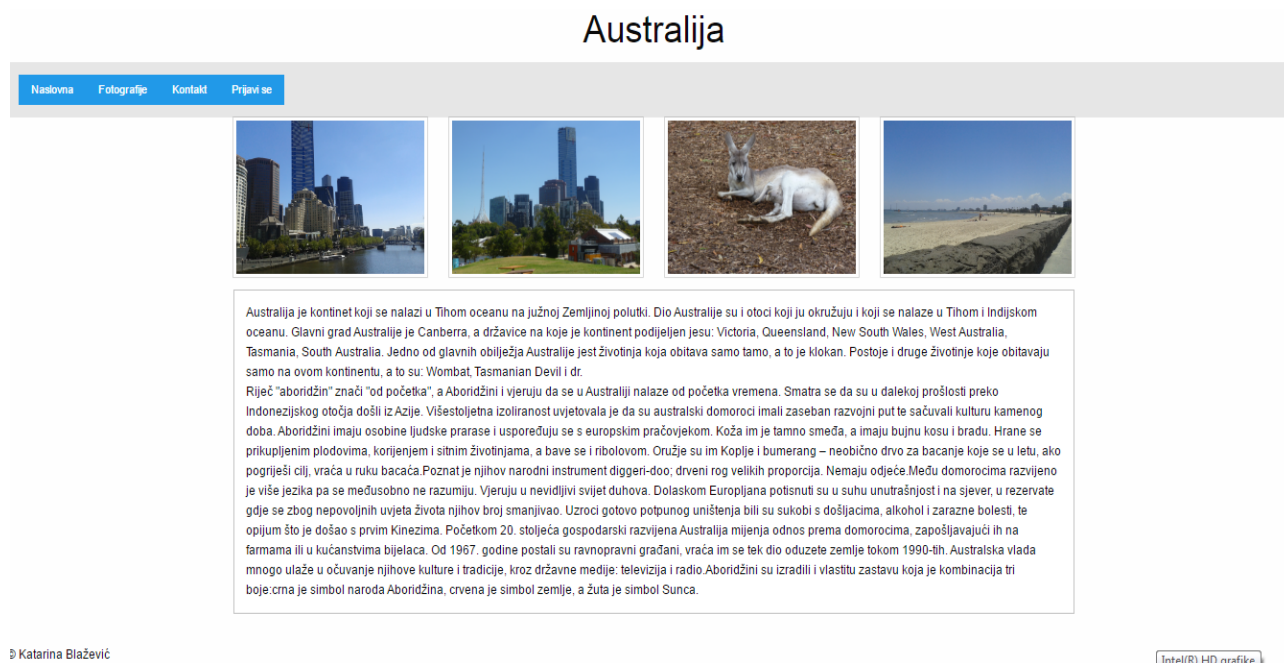 Australija
Naslovna Fotografije Kontakt Prijavi se
Australija je kontinet koji se nalazi u Tihom oceanu na južnoj Zemljinoj polutki. Dio Australije su i otoci koji ju okružuju i koji se nalaze u Tihom i Indijskom
oceanu. Glavni grad Australije je Canberra, a državice na koje je kontinent podijeljen jesu: Victoria, Queensland, New South Wales, West Australia,
Tasmania, South Australia. Jedno od glavnih obilježja Australije jest životinja koja obitava samo tamo, a to je klokan. Postoje i druge životinje koje obitavaju
samo na ovom kontinentu, a to su: Wombat, Tasmanian Devil i dr.
Riječ "aboridžin" znači "od početka", a Aboridžini i vjeruju da se u Australiji nalaze od početka vremena. Smatra se da su u dalekoj prošlosti preko
Indonezijskog otočja došli iz Azije. Višestoljetna izoliranost uvjetovala je da su australski domoroci imali zaseban razvojni put te sačuvali kulturu kamenog
doba. Aboridžini imaju osobine ljudske prarase i uspoređuju se s europskim pračovjekom. Koža im je tamno smeđa, a imaju bujnu kosu i bradu. Hrane se
prikupljenim plodovima, korijenjem i sitnim životinjama, a bave se i ribolovom. Oružje su im Koplje i bumerang – neobično drvo za bacanje koje se u letu, ako
pogriješi cilj, vraća u ruku bacača.Poznat je njihov narodni instrument diggeri-doo; drveni rog velikih proporcija. Nemaju odjeće.Među domorocima razvijeno
je više jezika pa se međusobno ne razumiju. Vjeruju u nevidljivi svijet duhova. Dolaskom Europljana potisnuti su u suhu unutrašnjost i na sjever, u rezervate
gdje se zbog nepovoljnih uvjeta života njihov broj smanjivao. Uzroci gotovo potpunog uništenja bili su sukobi s došljacima, alkohol i zarazne bolesti, te
opijum što je došao s prvim Kinezima. Početkom 20. stoljeća gospodarski razvijena Australija mijenja odnos prema domorocima, zapošljavajući ih na
farmama ili u kućanstvima bijelaca. Od 1967. godine postali su ravnopravni građani, vraća im se tek dio oduzete zemlje tokom 1990-tih. Australska vlada
mnogo ulaže u očuvanje njihove kulture i tradicije, kroz državne medije: televizija i radio.Aboridžini su izradili i vlastitu zastavu koja je kombinacija tri
boje:crna je simbol naroda Aboridžina, crvena je simbol zemlje, a žuta je simbol Sunca.
© Katarina Blažević
Intel(R) HD grafike